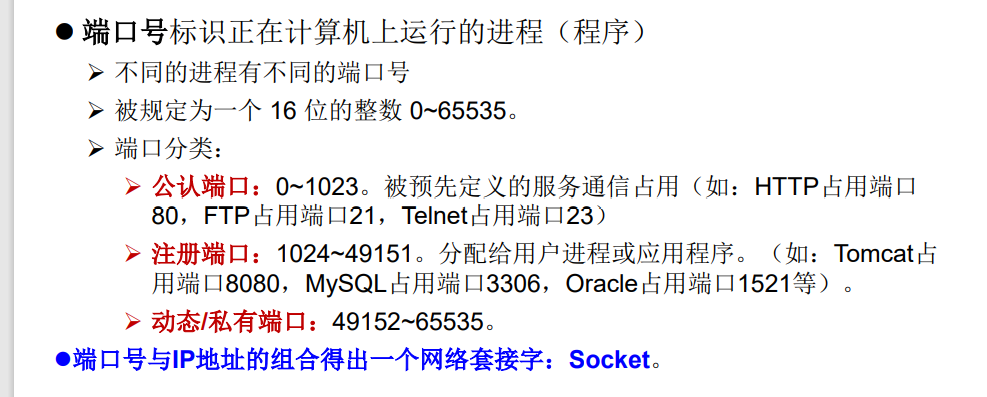 ● 端口号标识正在计算机上运行的进程（程序）
➢ 不同的进程有不同的端口号
➢ 被规定为一个 16 位的整数 0~65535。
➢ 端口分类：
➢ 公认端口：0~1023。被预先定义的服务通信占用（如：HTTP占用端口
80，FTP占用端口21，Telnet占用端口23）
➢ 注册端口：1024~49151。分配给用户进程或应用程序。（如：Tomcat占
用端口8080，MySQL占用端口3306，Oracle占用端口1521等）。
➢ 动态/私有端口：49152~65535。
●端口号与IP地址的组合得出一个网络套接字：Socket。